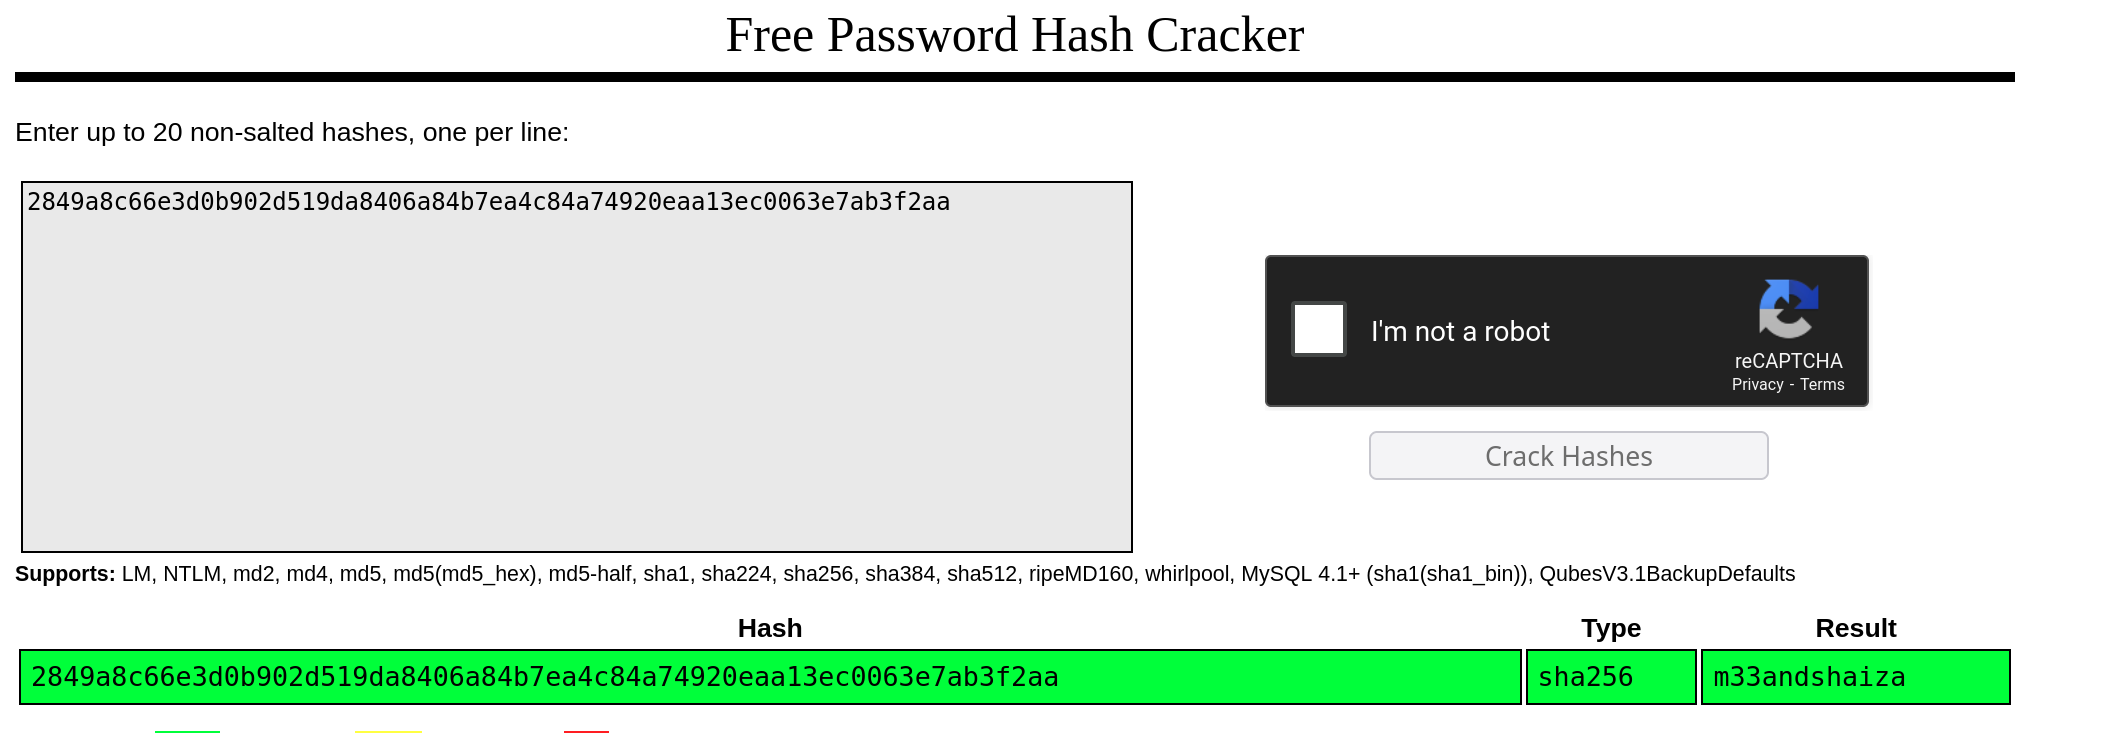 Free Password Hash Cracker
Enter up to 20 non-salted hashes, one per line:
2849a8c66e3d0b902d519da8406a84b7ea4c84a74920eaa13ec0063e7ab3f2aa
I'm not a robot
reCAPTCHA
Privacy - Terms
Crack Hashes
Supports: LM, NTLM, md2, md4, md5, md5(md5_hex), md5-half, sha1, sha224, sha256, sha384, sha512, ripeMD160, whirlpool, MySQL 4.1+ (sha1(sha1_bin)), QubesV3.1BackupDefaults
Hash Type Result
2849a8c66e3d0b902d519da8406a84b7ea4c84a74920eaa13ec0063e7ab3f2aa sha256 m33andshaiza